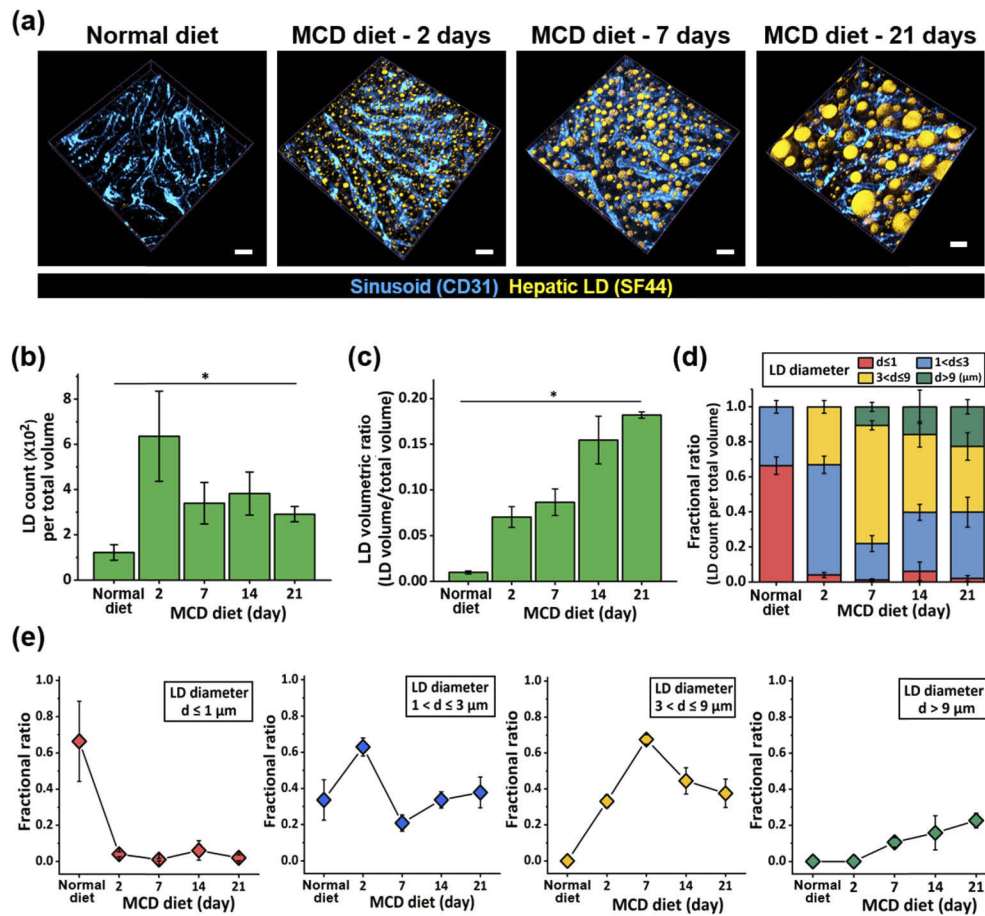 (a)
Normal diet
MCD diet - 2 days
MCD diet - 7 days
MCD diet - 21 days
Sinusoid (CD31) Hepatic LD (SF44)
(b)
LD count (X10²)
per total volume
8
6
4
2
0
*
Normal
diet
2
7
14
21
MCD diet (day)
(c)
LD volumetric ratio
(LD volume/total volume)
0.20
0.15
0.10
0.05
0.00
*
Normal
diet
2
7
14
21
MCD diet (day)
(d)
LD diameter
d≤1
1<d≤3
3<d≤9
d>9 (μm)
Fractional ratio
(LD count per total volume)
1.0
0.8
0.6
0.4
0.2
0.0
Normal
diet
2
7
14
21
MCD diet (day)
(e)
Fractional ratio
1.0
0.8
0.6
0.4
0.2
0.0
LD diameter
d ≤ 1 μm
Normal
diet
2
7
14
21
MCD diet (day)
Fractional ratio
1.0
0.8
0.6
0.4
0.2
0.0
LD diameter
1 < d ≤ 3 μm
Normal
diet
2
7
14
21
MCD diet (day)
Fractional ratio
1.0
0.8
0.6
0.4
0.2
0.0
LD diameter
3 < d ≤ 9 μm
Normal
diet
2
7
14
21
MCD diet (day)
Fractional ratio
1.0
0.8
0.6
0.4
0.2
0.0
LD diameter
d > 9 μm
Normal
diet
2
7
14
21
MCD diet (day)